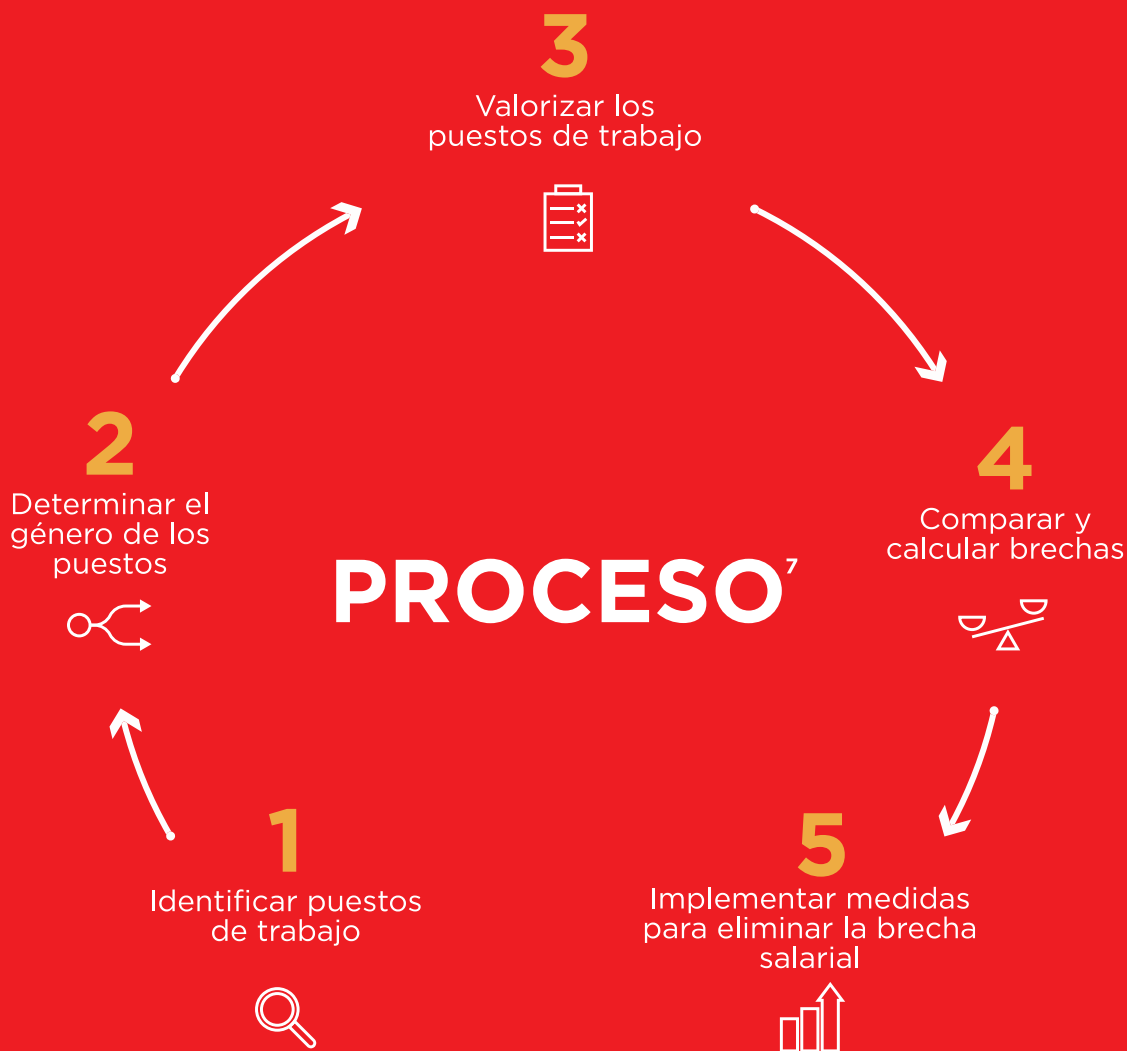 3
Valorizar los
puestos de trabajo
2
Determinar el
género de los
puestos
4
Comparar y
calcular brechas
PROCESO⁷
1
Identificar puestos
de trabajo
5
Implementar medidas
para eliminar la brecha
salarial